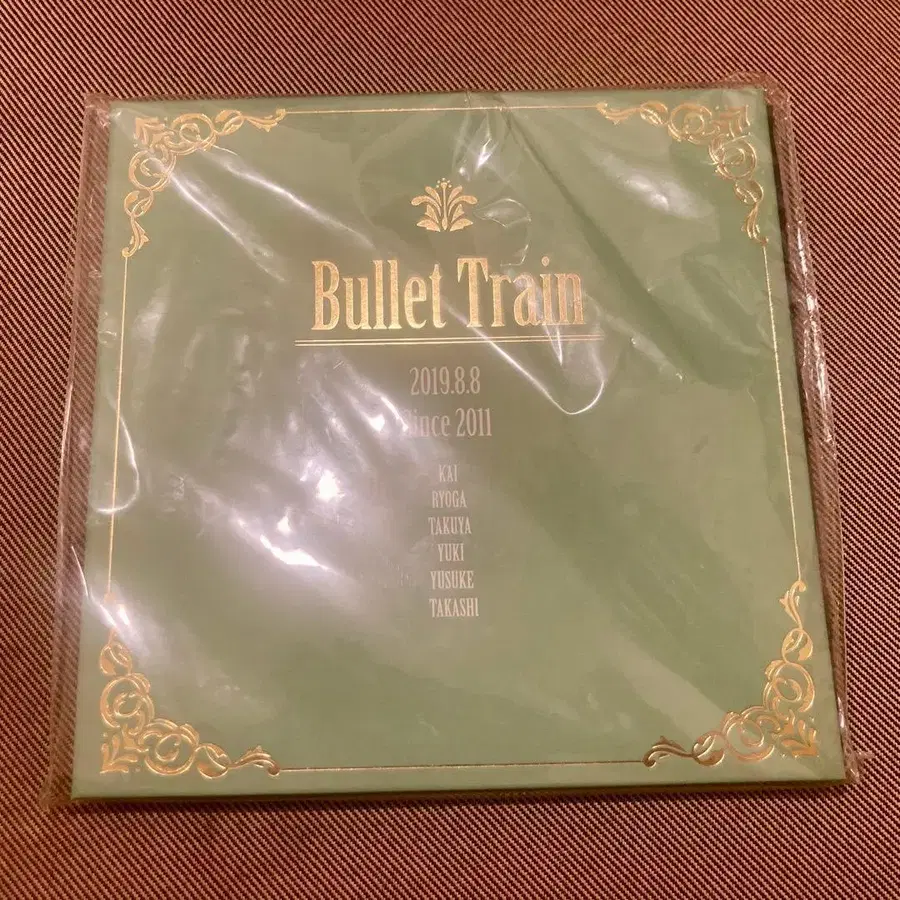 Bullet Train
2019.8.8
Since 2011
KAI
RYOGA
TAKUYA
YUKI
YUSUKE
TAKASHI